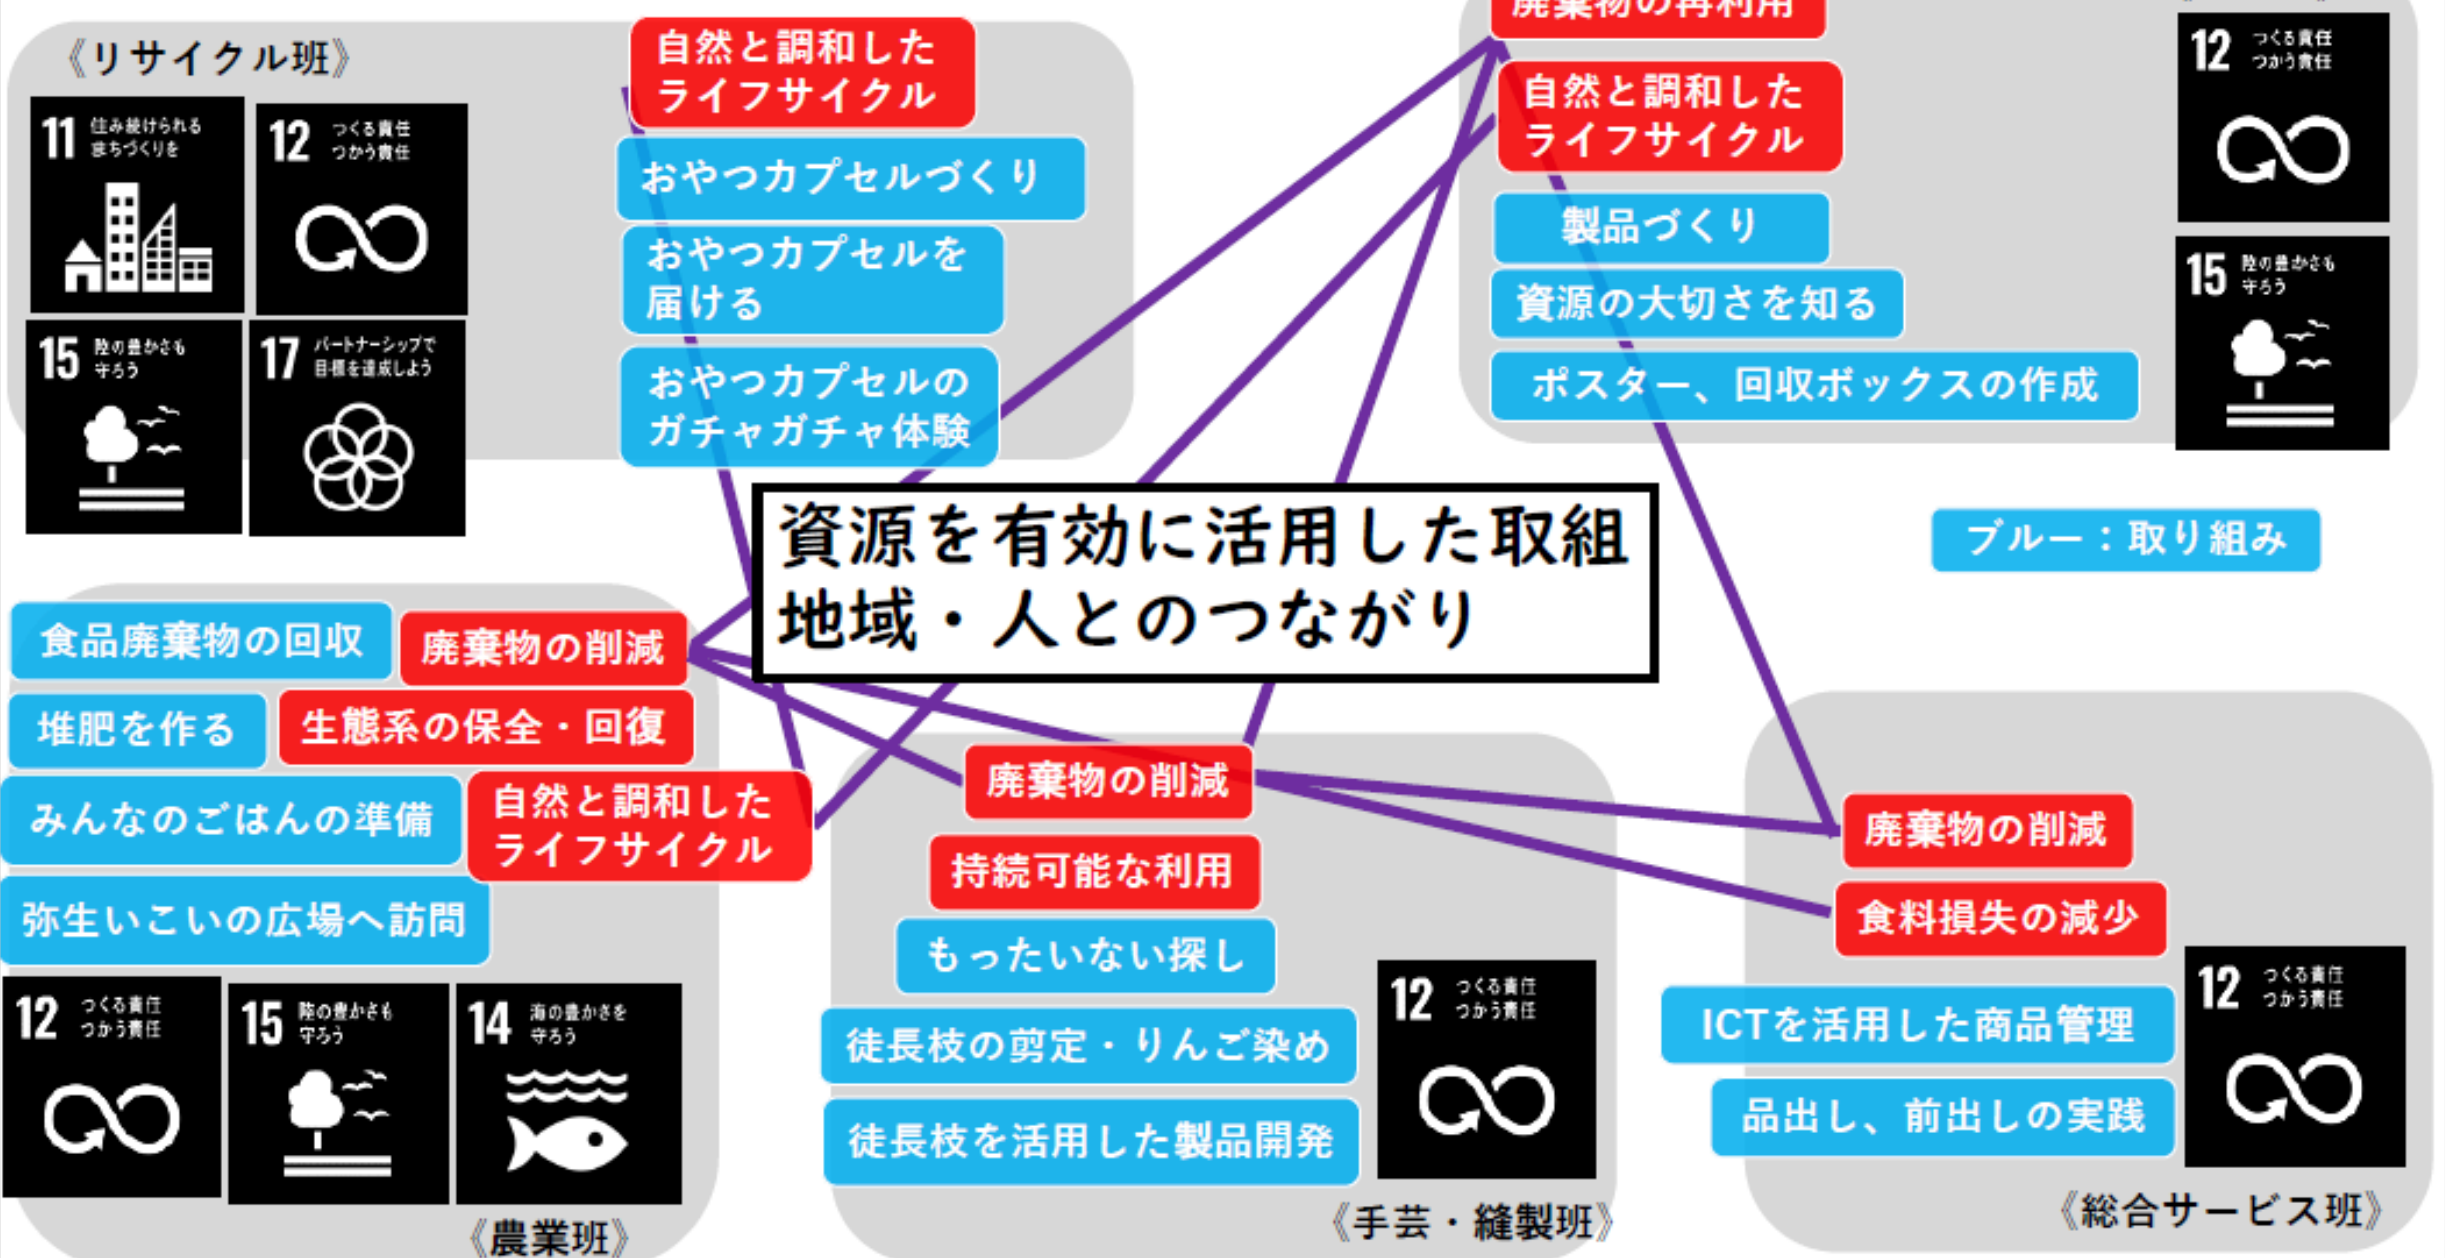 《リサイクル班》
11 住み続けられる
まちづくりを
12 つくる責任
つかう責任
15 陸の豊かさも
守ろう
17 パートナーシップで
目標を達成しよう
自然と調和した
ライフサイクル
おやつカプセルづくり
おやつカプセルを
届ける
おやつカプセルの
ガチャガチャ体験
廃棄物の再利用
自然と調和した
ライフサイクル
製品づくり
資源の大切さを知る
ポスター、回収ボックスの作成
12 つくる責任
つかう責任
15 陸の豊かさも
守ろう
資源を有効に活用した取組
地域・人とのつながり
ブルー：取り組み
食品廃棄物の回収
廃棄物の削減
堆肥を作る
生態系の保全・回復
みんなのごはんの準備
自然と調和した
ライフサイクル
弥生いこいの広場へ訪問
12 つくる責任
つかう責任
15 陸の豊かさも
守ろう
14 海の豊かさを
守ろう
《農業班》
廃棄物の削減
持続可能な利用
もったいない探し
徒長枝の剪定・りんご染め
徒長枝を活用した製品開発
12 つくる責任
つかう責任
《手芸・縫製班》
廃棄物の削減
食料損失の減少
ICTを活用した商品管理
品出し、前出しの実践
12 つくる責任
つかう責任
《総合サービス班》